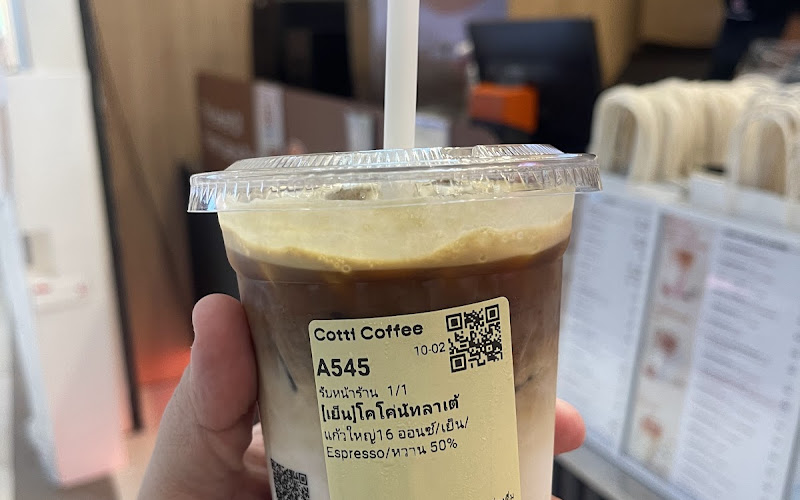 Cotti Coffee
10-02
A545
รับหน้าร้าน 1/1
[เย็น]โคโค่นัทลาเต้
แก้วใหญ่16 ออนซ์/เย็น/
Espresso/หวาน 50%